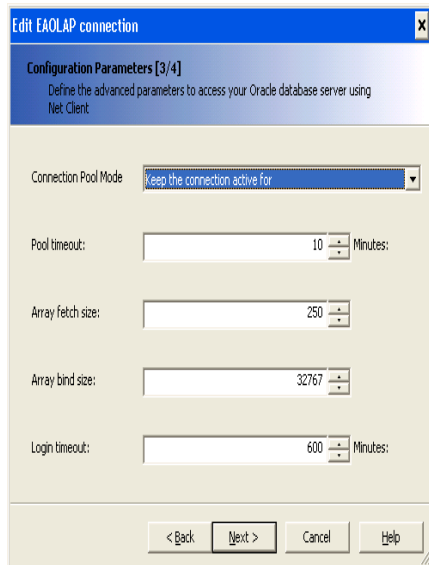 Edit EAOLAP connection
Configuration Parameters [3/4]
Define the advanced parameters to access your Oracle database server using
Net Client
Connection Pool Mode Keep the connection active for
Pool timeout: 10 Minutes:
Array fetch size: 250
Array bind size: 32767
Login timeout: 600 Minutes:
< Back Next > Cancel Help